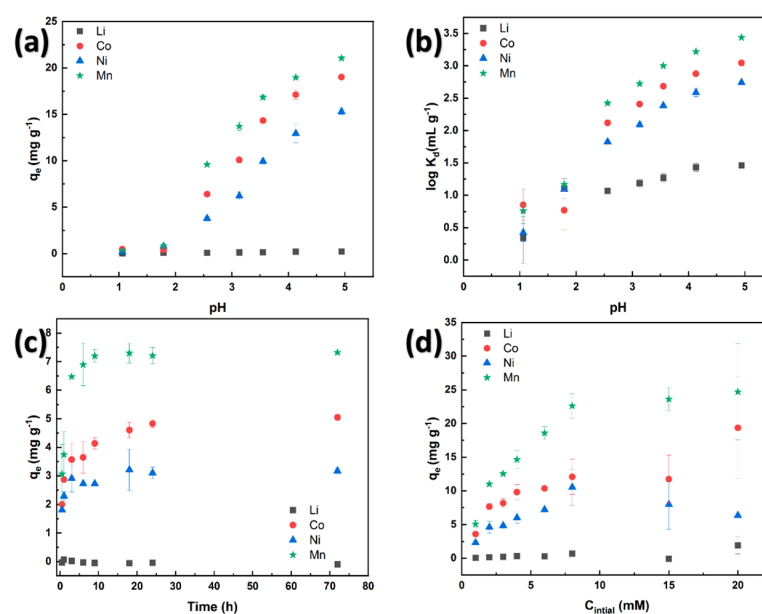 (a)
Li
Co
Ni
Mn
qe (mg g⁻¹)
25
20
15
10
5
0
0 1 2 3 4 5 6
pH
(b)
Li
Co
Ni
Mn
log Kd(mL g⁻¹)
3.5
3.0
2.5
2.0
1.5
1.0
0.5
0.0
0 1 2 3 4 5
pH
(c)
qe (mg g⁻¹)
8
7
6
5
4
3
2
1
0
Li
Co
Ni
Mn
0 10 20 30 40 50 60 70 80
Time (h)
(d)
Li
Co
Ni
Mn
qe (mg g⁻¹)
35
30
25
20
15
10
5
0
0 5 10 15 20
Cintial (mM)